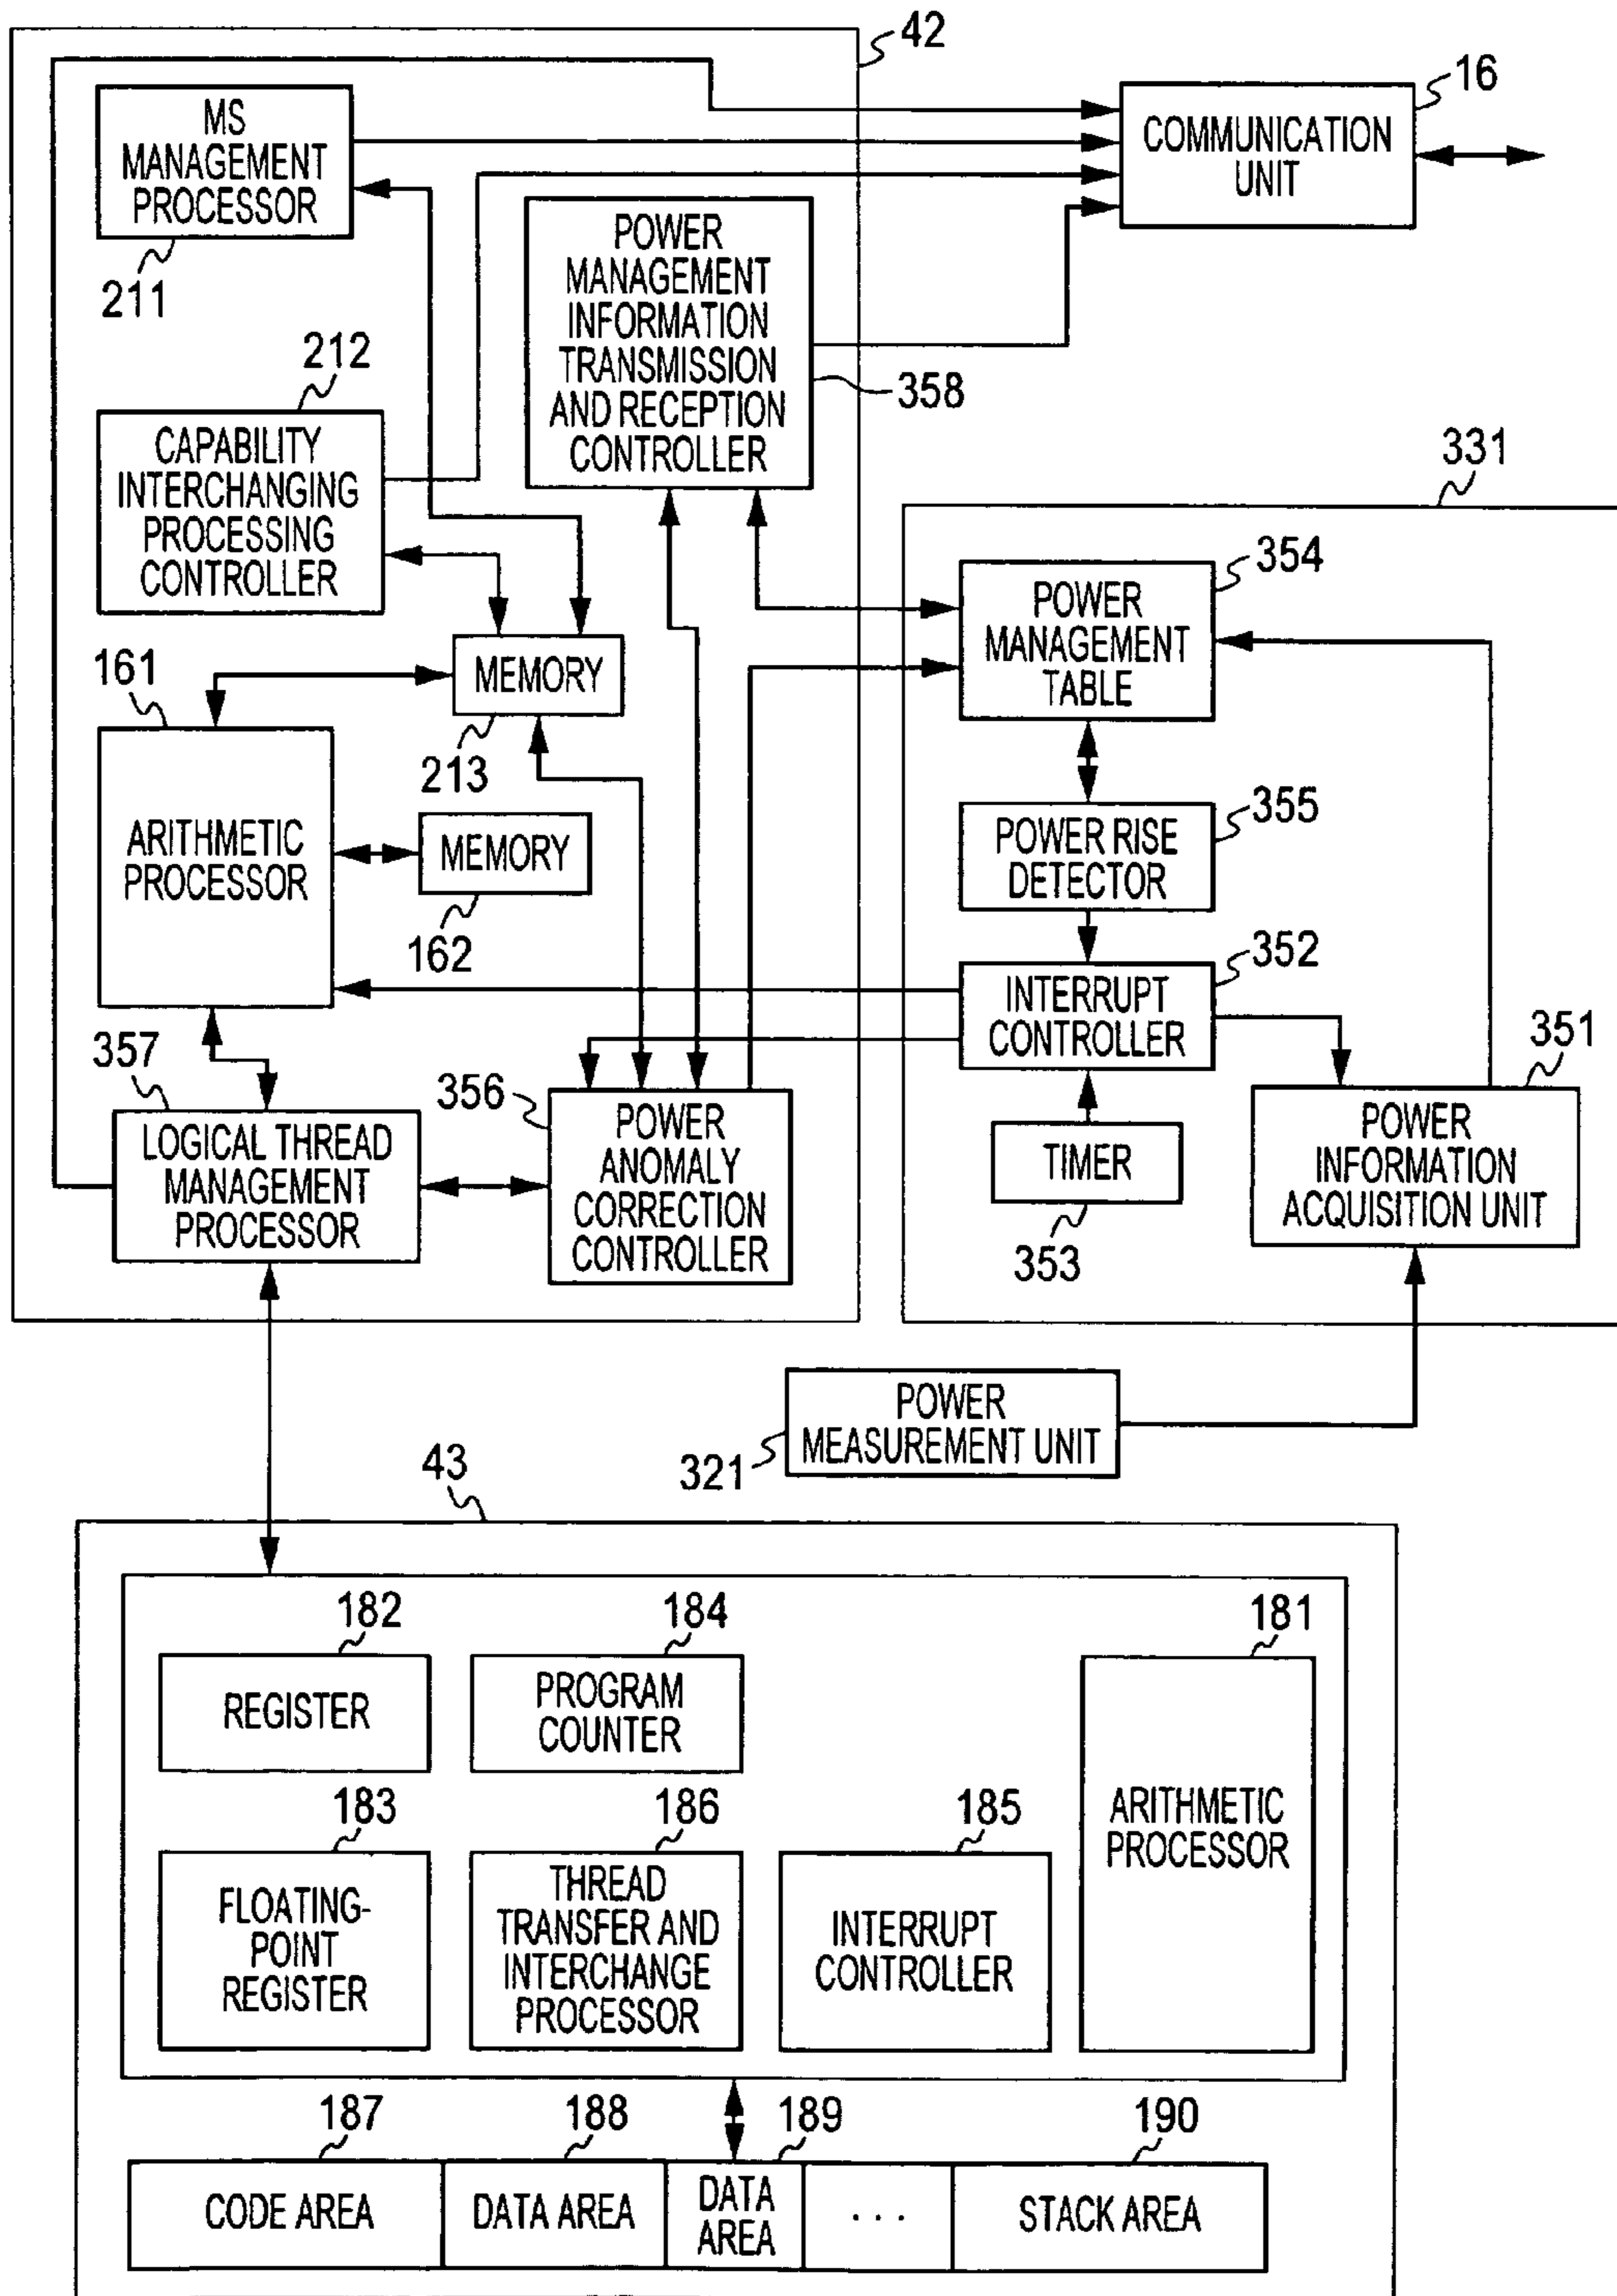 42
16
MS
MANAGEMENT
PROCESSOR
211
COMMUNICATION
UNIT
POWER
MANAGEMENT
INFORMATION
TRANSMISSION
AND RECEPTION
CONTROLLER
358
212
CAPABILITY
INTERCHANGING
PROCESSING
CONTROLLER
331
354
POWER
MANAGEMENT
TABLE
161
MEMORY
213
ARITHMETIC
PROCESSOR
MEMORY
162
355
POWER RISE
DETECTOR
352
INTERRUPT
CONTROLLER
351
357
356
LOGICAL THREAD
MANAGEMENT
PROCESSOR
POWER
ANOMALY
CORRECTION
CONTROLLER
TIMER
353
POWER
INFORMATION
ACQUISITION UNIT
POWER
MEASUREMENT UNIT
321
43
182
184
181
REGISTER
PROGRAM
COUNTER
ARITHMETIC
PROCESSOR
183
186
185
FLOATING-
POINT
REGISTER
THREAD
TRANSFER AND
INTERCHANGE
PROCESSOR
INTERRUPT
CONTROLLER
187
188
189
190
CODE AREA
DATA AREA
DATA
AREA
...
STACK AREA